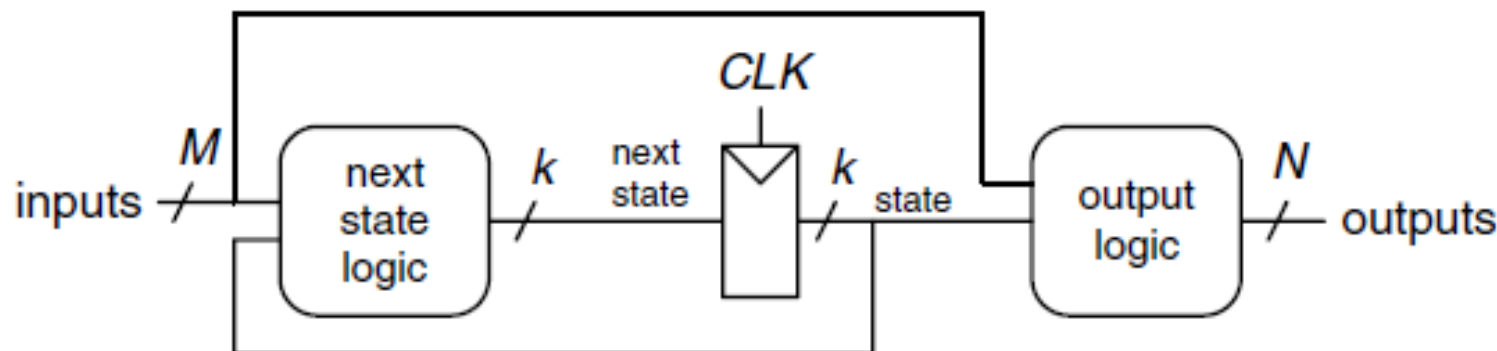 inputs
M
next
state
logic
k
next
state
CLK
k
state
output
logic
N
outputs